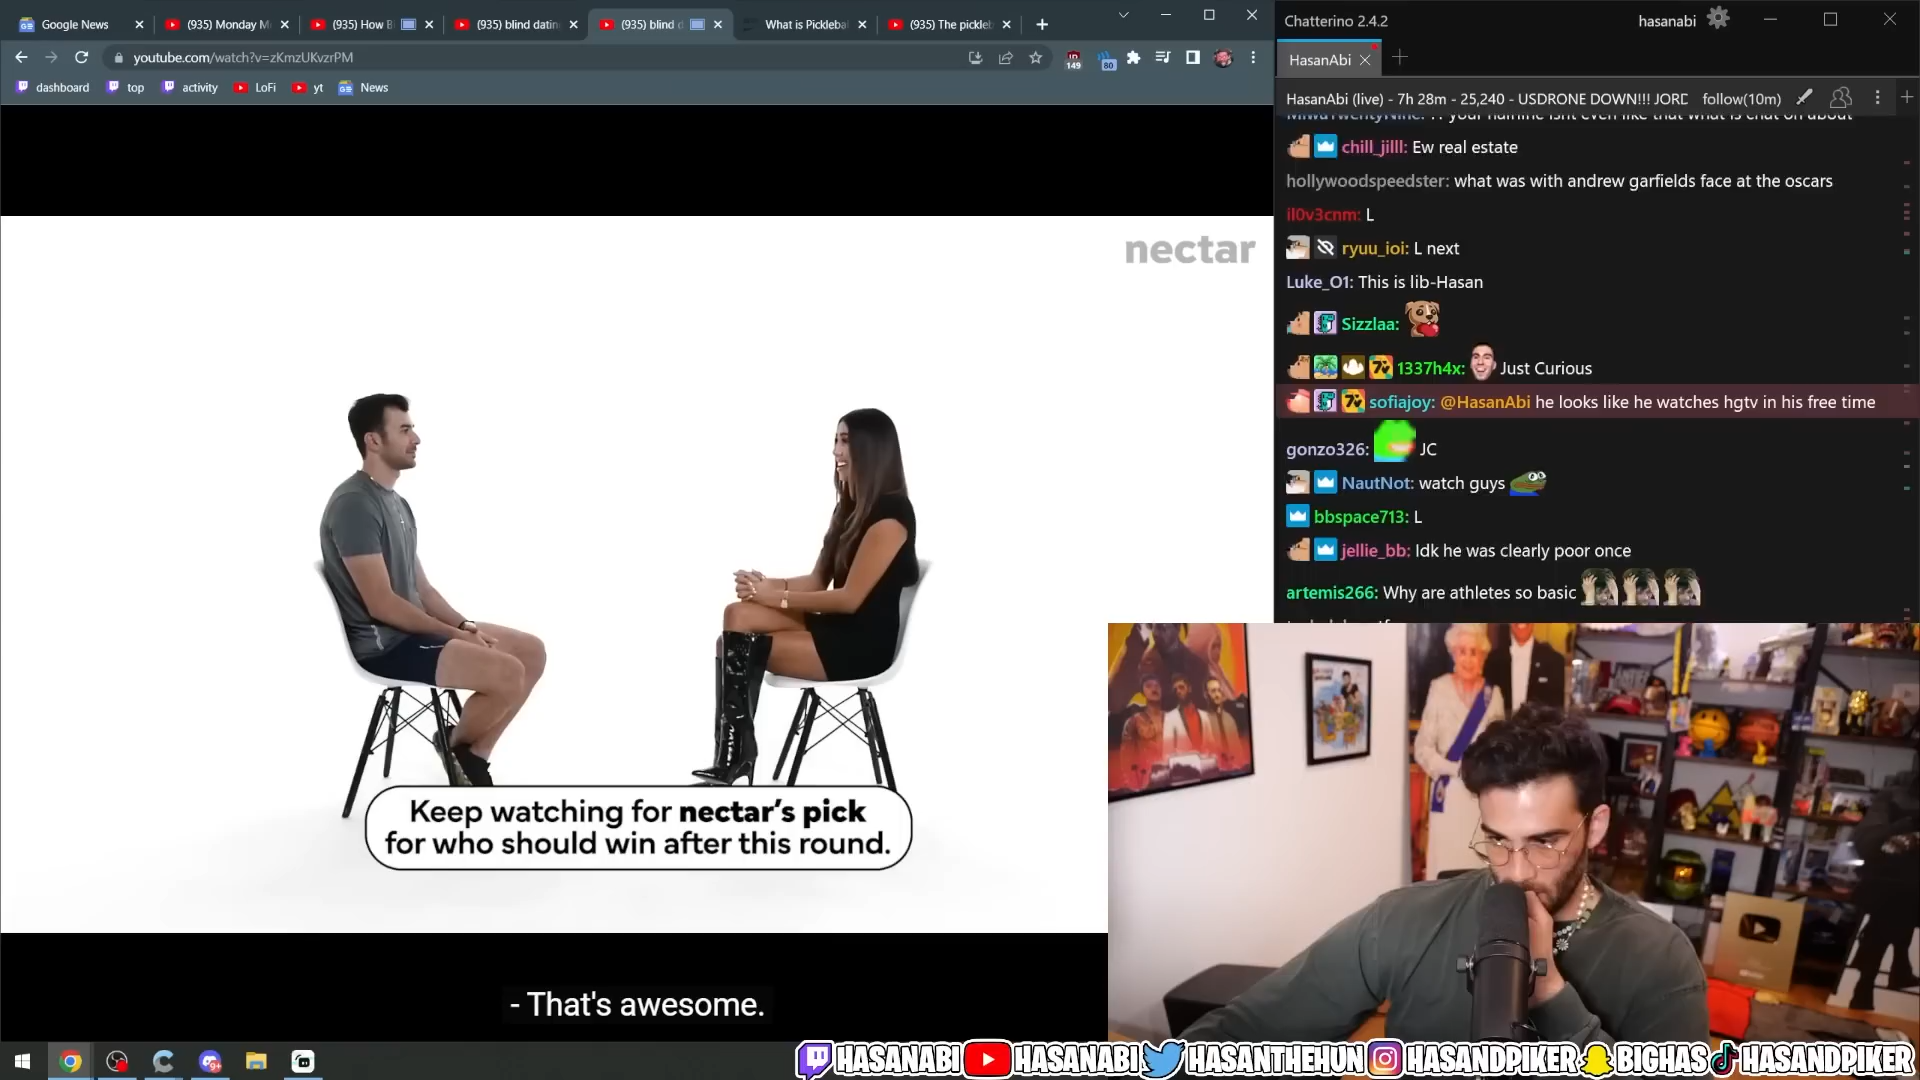 Google News
(935) Monday M
(935) How B
(935) blind datin
(935) blind d
What is Pickleba
(935) The pickleb
youtube.com/watch?v=zKmzUKvzrPM
149
80
dashboard
top
activity
LoFi
yt
News
nectar
Keep watching for nectar's pick
for who should win after this round.
- That's awesome.
Chatterino 2.4.2
hasanabi
HasanAbi
HasanAbi (live) - 7h 28m - 25,240 - USDRONE DOWN!!! JORD
follow(10m)
chill_jilll: Ew real estate
hollywoodspeedster: what was with andrew garfields face at the oscars
il0v3cnm: L
ryuu_ioi: L next
Luke_O1: This is lib-Hasan
Sizzlaa:
1337h4x: Just Curious
sofiajoy: @HasanAbi he looks like he watches hgtv in his free time
gonzo326: JC
NautNot: watch guys
bbspace713: L
jellie_bb: Idk he was clearly poor once
artemis266: Why are athletes so basic
HASANABI HASANABI HASANTHEHUN HASANDPIKER BIGHAS HASANDPIKER